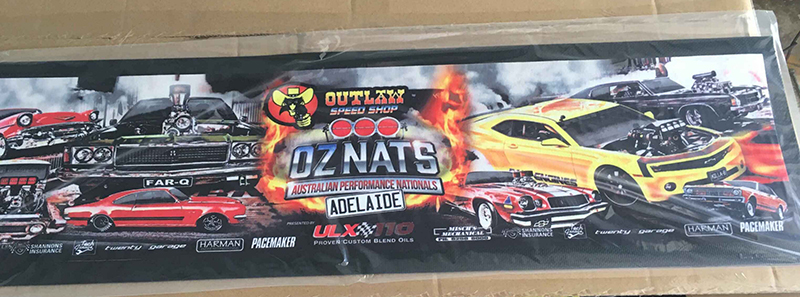 OUTLAW
SPEED SHOP
OZ NATS
AUSTRALIAN PERFORMANCE NATIONALS
ADELAIDE
FAR-Q
PRESENTED BY
ULX 110
PROVEN CUSTOM BLEND OILS
MISCH'S
MECHANICAL
SHANNONS
INSURANCE
twenty garage
HARMAN
PACEMAKER
SHANNONS
INSURANCE
twenty garage
HARMAN
PACEMAKER